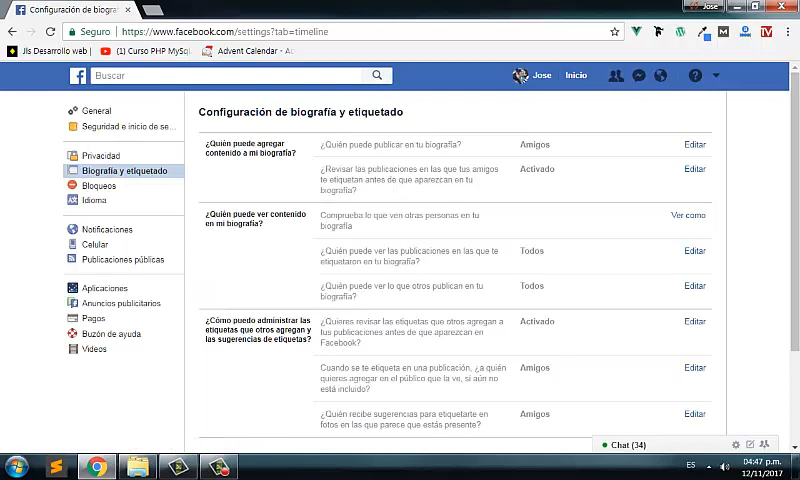 Configuración de biograf
Jose
Seguro
https://www.facebook.com/settings?tab=timeline
Jls Desarrollo web
(1) Curso PHP MySQL
Advent Calendar - Ac
Buscar
Jose
Inicio
General
Seguridad e inicio de se...
Privacidad
Biografía y etiquetado
Bloqueos
Idioma
Notificaciones
Celular
Publicaciones públicas
Aplicaciones
Anuncios publicitarios
Pagos
Buzón de ayuda
Videos
Configuración de biografía y etiquetado
¿Quién puede agregar
contenido a mi biografía?
¿Quién puede publicar en tu biografía?
Amigos
Editar
¿Revisar las publicaciones en las que tus amigos
te etiquetan antes de que aparezcan en tu
biografía?
Activado
Editar
¿Quién puede ver contenido
en mi biografía?
Comprueba lo que ven otras personas en tu
biografía
Ver como
¿Quién puede ver las publicaciones en las que te
etiquetaron en tu biografía?
Todos
Editar
¿Quién puede ver lo que otros publican en tu
biografía?
Todos
Editar
¿Cómo puedo administrar las
etiquetas que otros agregan y
las sugerencias de etiquetas?
¿Quieres revisar las etiquetas que otros agregan a
tus publicaciones antes de que aparezcan en
Facebook?
Activado
Editar
Cuando se te etiqueta en una publicación, ¿a quién
quieres agregar en el público que la ve, si aún no
está incluido?
Amigos
Editar
¿Quién recibe sugerencias para etiquetarte en
fotos en las que parece que estás presente?
Amigos
Editar
Chat (34)
ES
04:47 p.m.
12/11/2017